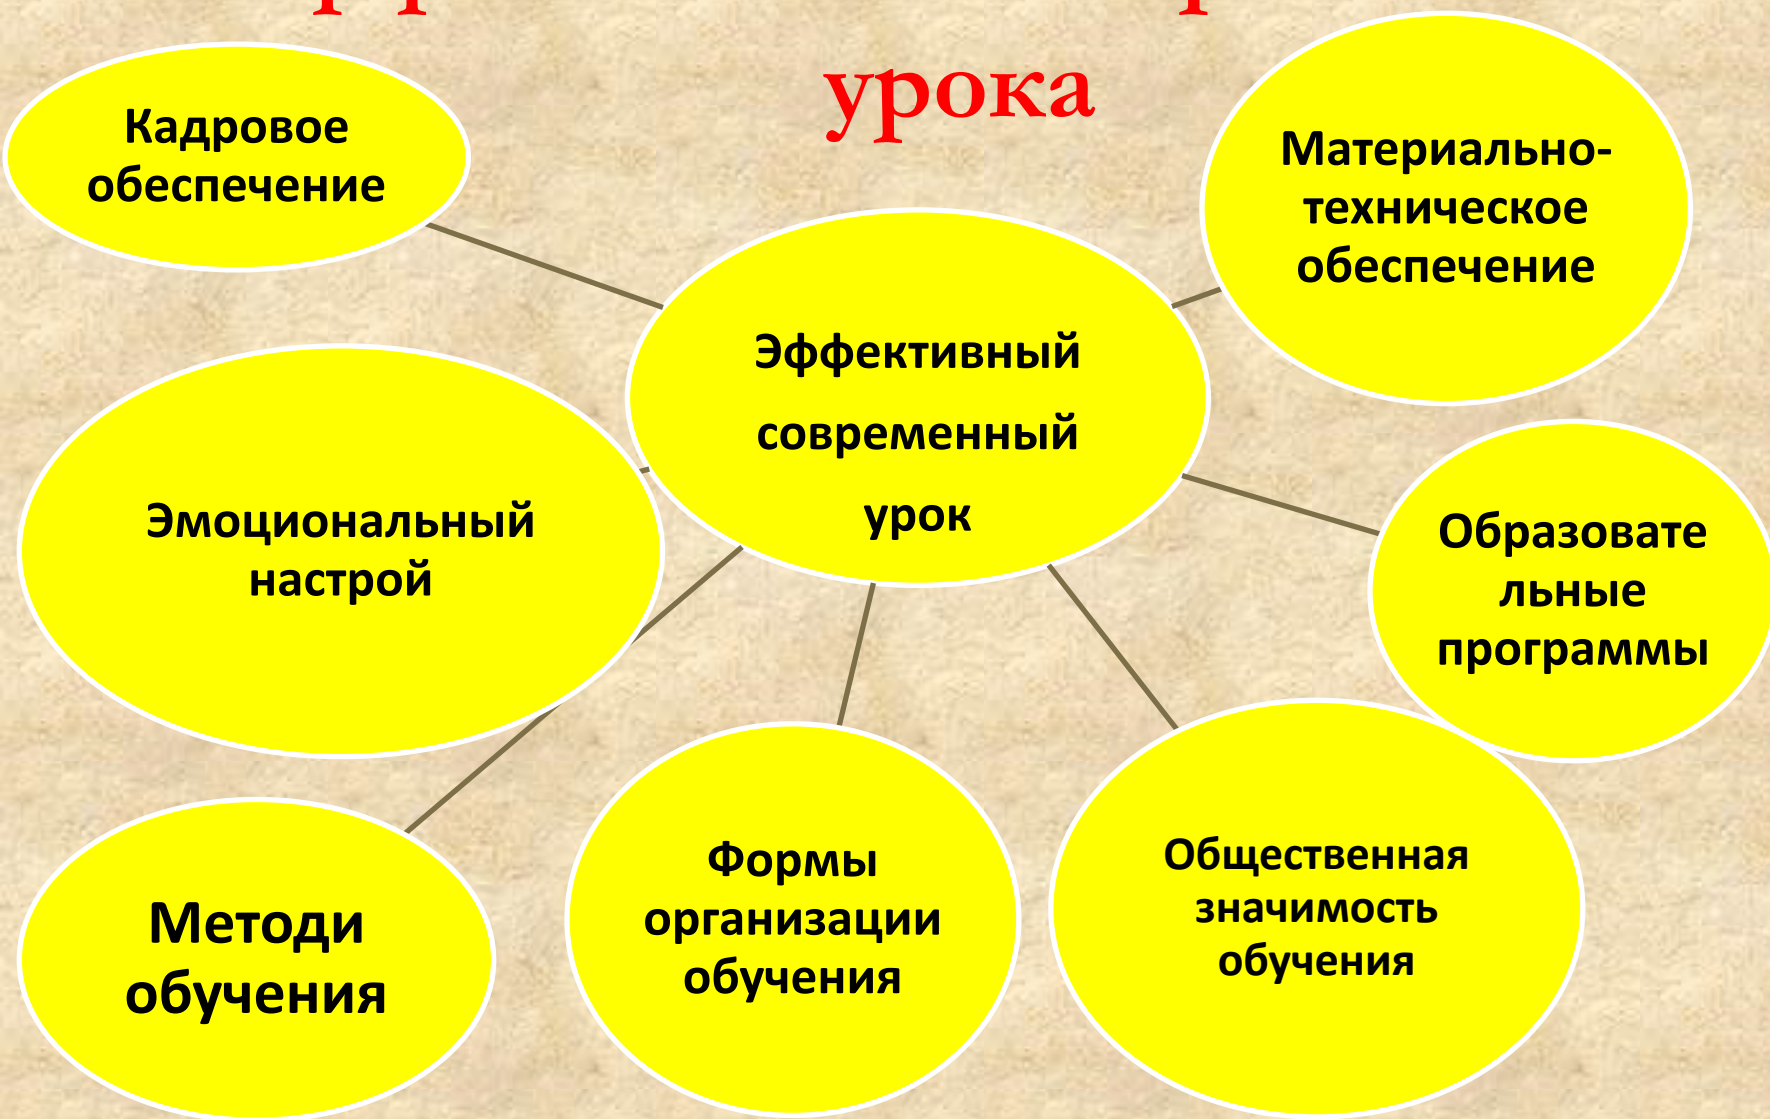 урока
Кадровое
обеспечение
Материально-
техническое
обеспечение
Эффективный
современный
урок
Эмоциональный
настрой
Образовате
льные
программы
Методи
обучения
Формы
организации
обучения
Общественная
значимость
обучения